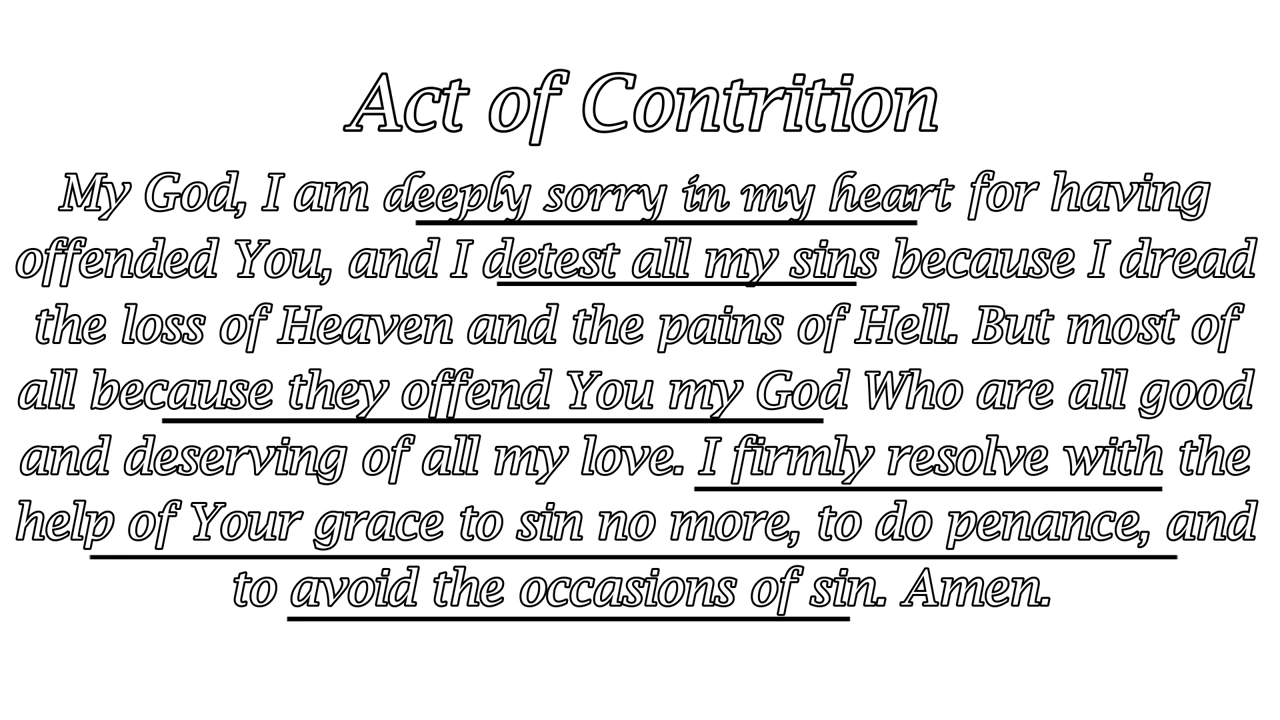 Act of Contrition
My God, I am deeply sorry in my heart for having
offended You, and I detest all my sins because I dread
the loss of Heaven and the pains of Hell. But most of
all because they offend You my God Who are all good
and deserving of all my love. I firmly resolve with the
help of Your grace to sin no more, to do penance, and
to avoid the occasions of sin. Amen.